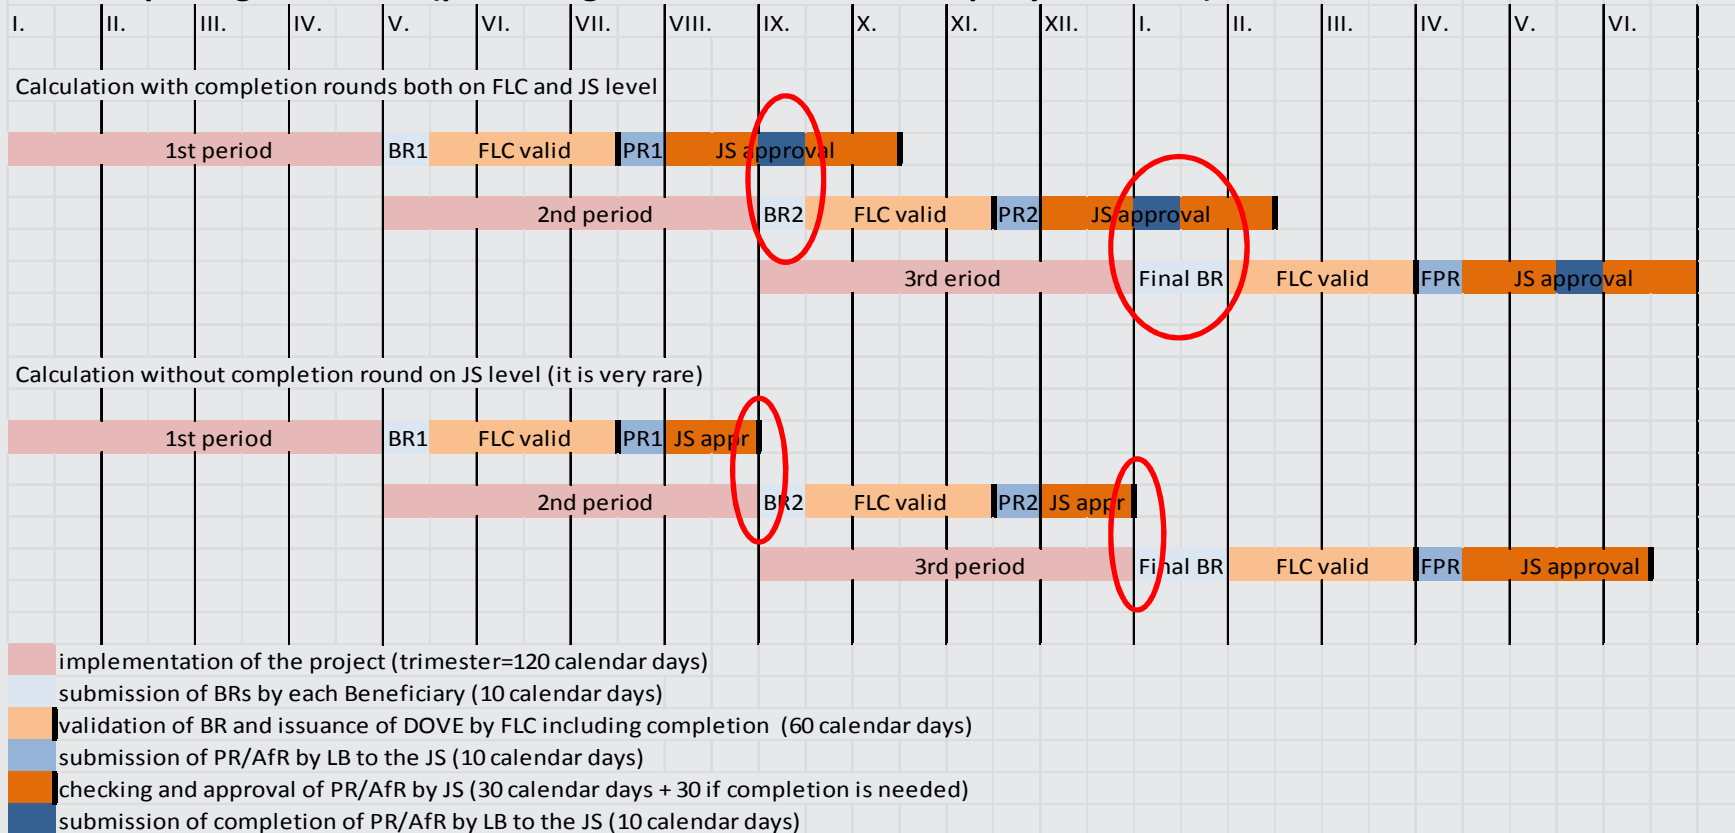 I. II. III. IV. V. VI. VII. VIII. IX. X. XI. XII. I. II. III. IV. V. VI.
Calculation with completion rounds both on FLC and JS level
1st period BR1 FLC valid PR1 JS approval
2nd period BR2 FLC valid PR2 JS approval
3rd eriod Final BR FLC valid FPR JS approval
Calculation without completion round on JS level (it is very rare)
1st period BR1 FLC valid PR1 JS appr
2nd period BR2 FLC valid PR2 JS appr
3rd period Final BR FLC valid FPR JS approval
implementation of the project (trimester=120 calendar days)
submission of BRs by each Beneficiary (10 calendar days)
validation of BR and issuance of DOVE by FLC including completion (60 calendar days)
submission of PR/AfR by LB to the JS (10 calendar days)
checking and approval of PR/AfR by JS (30 calendar days + 30 if completion is needed)
submission of completion of PR/AfR by LB to the JS (10 calendar days)